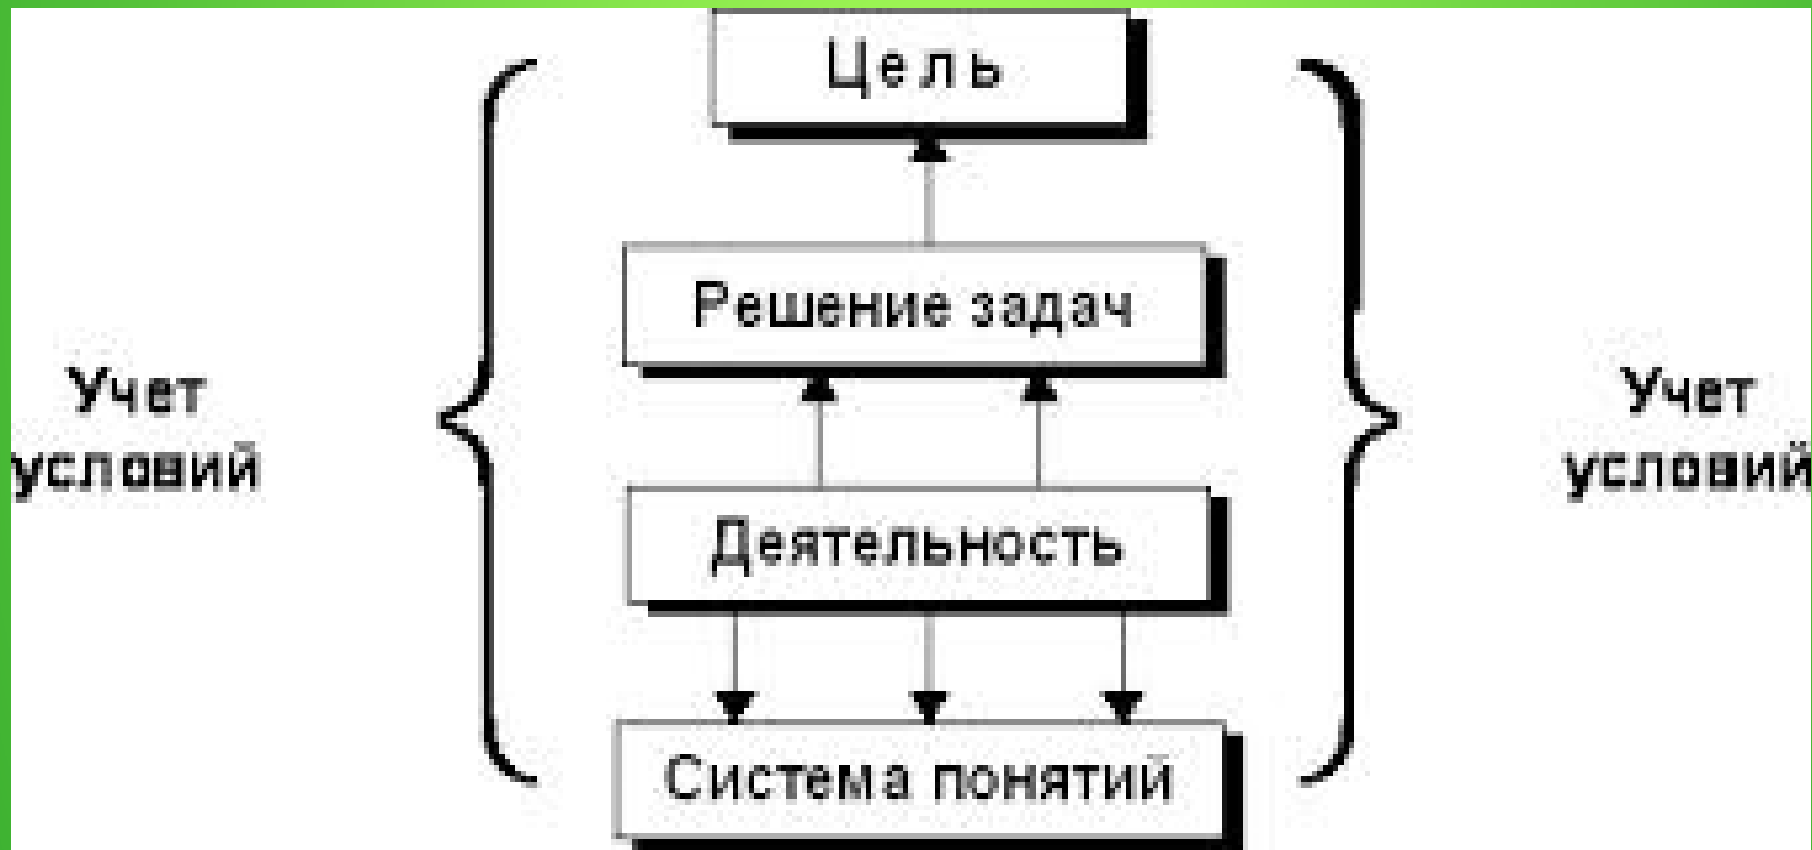 Цель
Решение задач
Учет
условий
Учет
условий
Деятельность
Система понятий